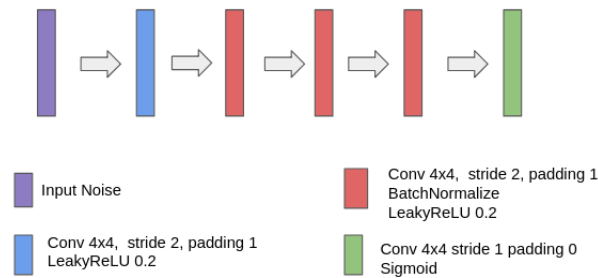 Input Noise
Conv 4x4,  stride 2, padding 1
LeakyReLU 0.2
Conv 4x4,  stride 2, padding 1
BatchNormalize
LeakyReLU 0.2
Conv 4x4 stride 1 padding 0
Sigmoid